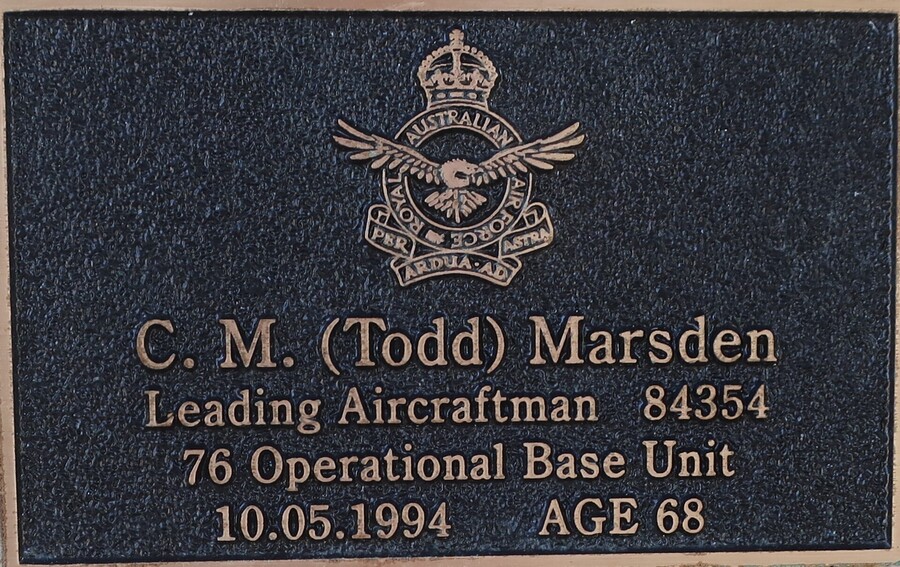 ROYAL AUSTRALIAN AIR FORCE
PER ARDUA·AD ASTRA
C. M. (Todd) Marsden
Leading Aircraftman 84354
76 Operational Base Unit
10.05.1994 AGE 68